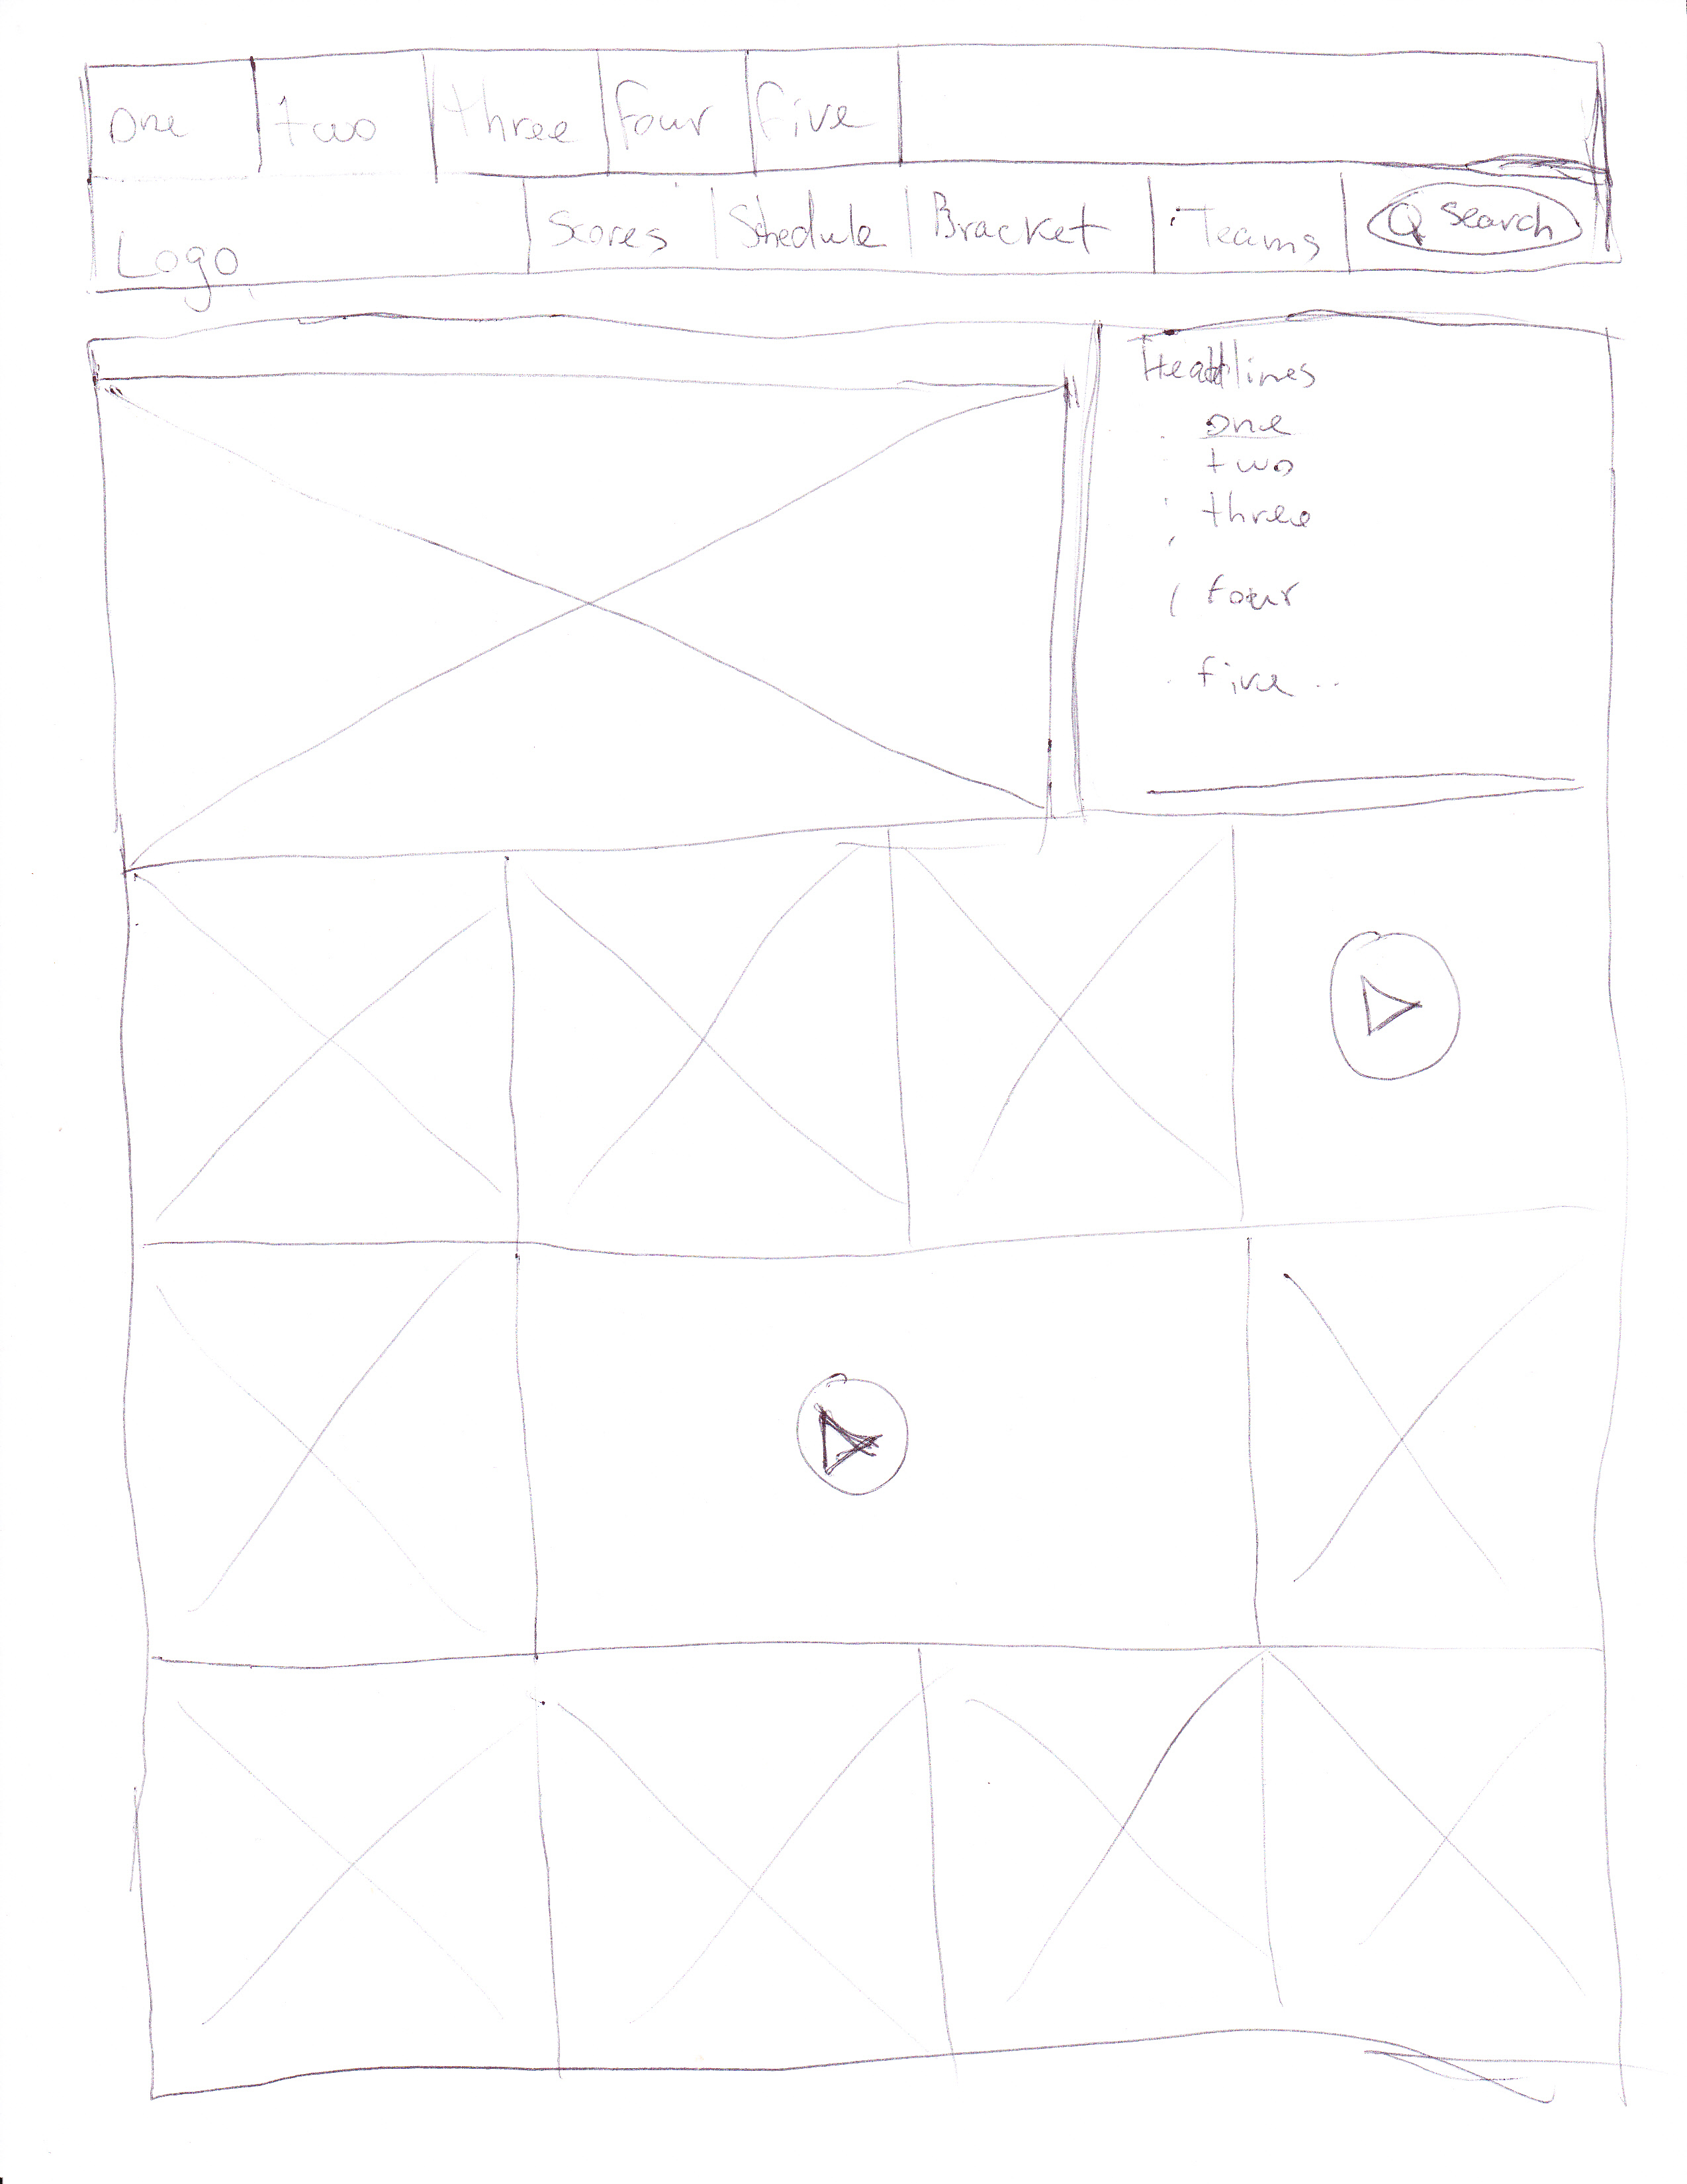 One two three four five
Logo Scores Schedule Bracket Teams Search
Headlines
one
two
three
four
five